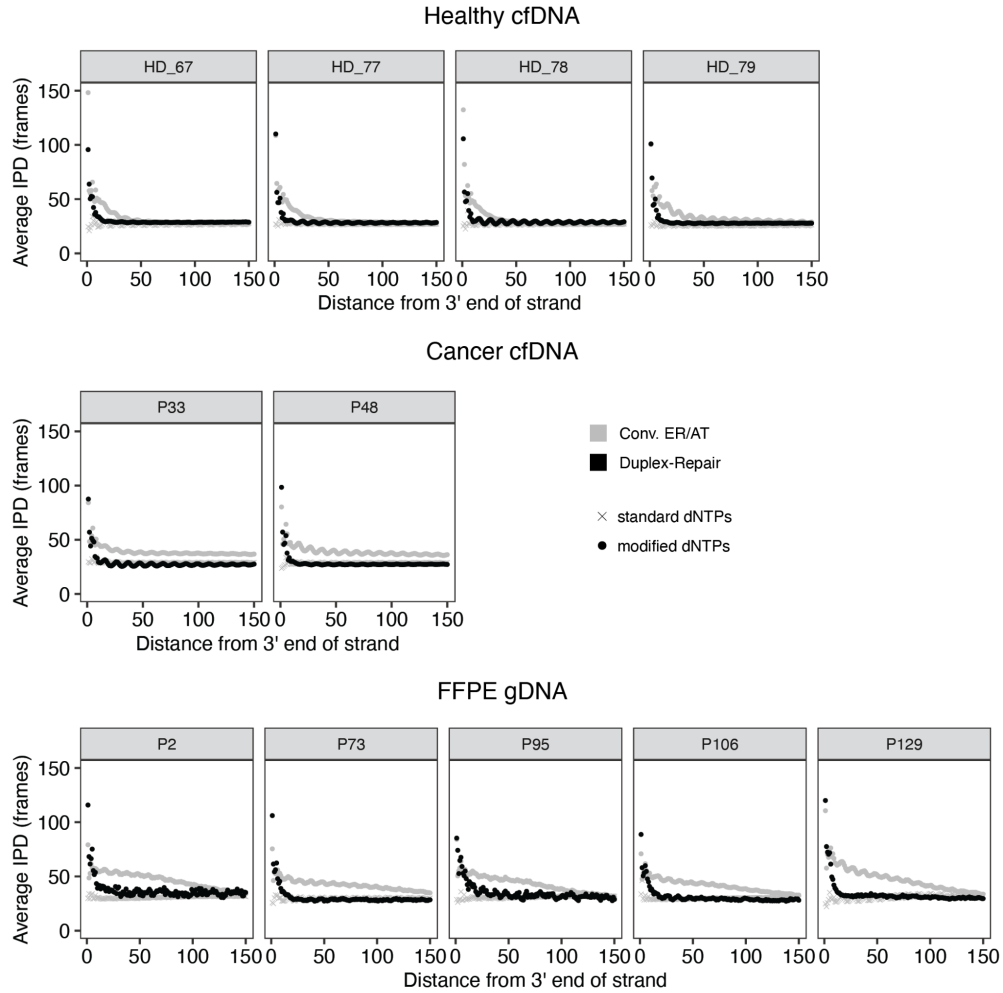 Healthy cfDNA
HD_67 HD_77 HD_78 HD_79
Average IPD (frames)
150
100
50
0
0 50 100 150 0 50 100 150 0 50 100 150 0 50 100 150
Distance from 3' end of strand
Cancer cfDNA
P33 P48
Average IPD (frames)
150
100
50
0
0 50 100 150 0 50 100 150
Distance from 3' end of strand
Conv. ER/AT
Duplex-Repair
standard dNTPs
modified dNTPs
FFPE gDNA
P2 P73 P95 P106 P129
Average IPD (frames)
150
100
50
0
0 50 100 150 0 50 100 150 0 50 100 150 0 50 100 150 0 50 100 150
Distance from 3' end of strand